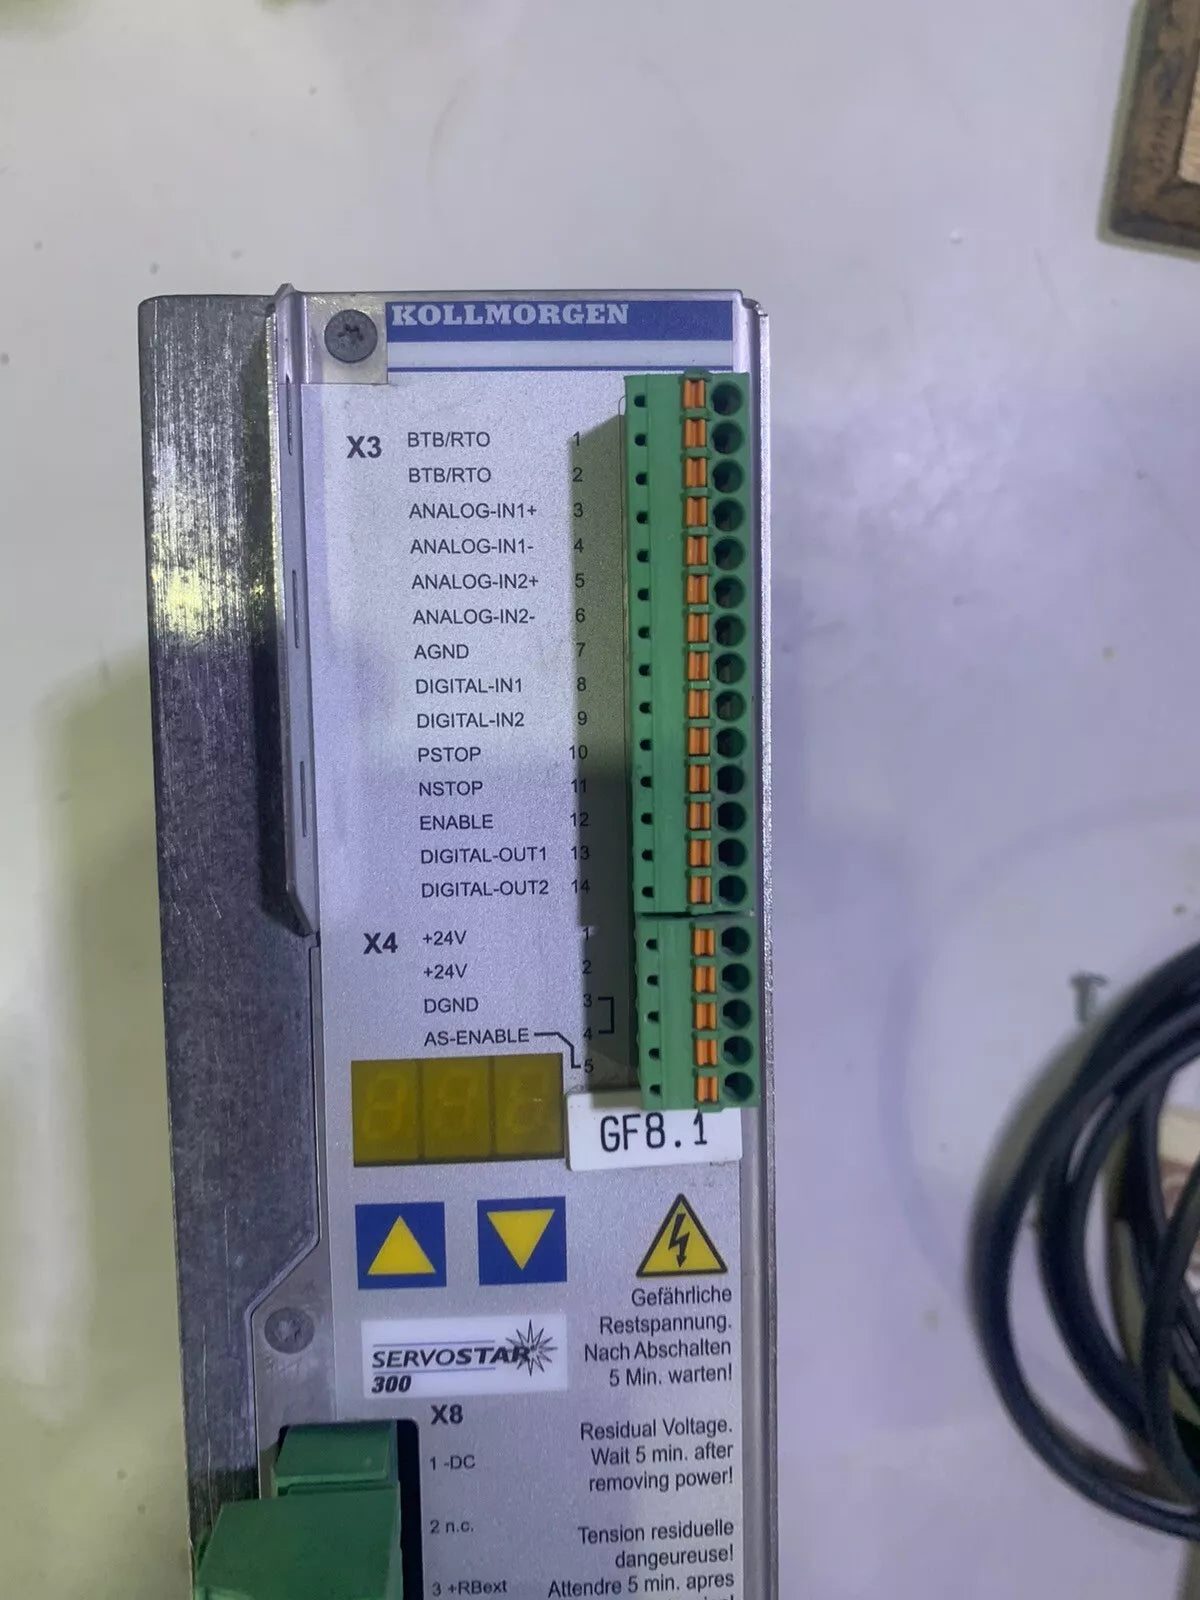 KOLLMORGEN
X3 BTB/RTO 1
BTB/RTO 2
ANALOG-IN1+ 3
ANALOG-IN1- 4
ANALOG-IN2+ 5
ANALOG-IN2- 6
AGND 7
DIGITAL-IN1 8
DIGITAL-IN2 9
PSTOP 10
NSTOP 11
ENABLE 12
DIGITAL-OUT1 13
DIGITAL-OUT2 14
X4 +24V 1
+24V 2
DGND 3
AS-ENABLE 4
5
GF8.1
SERVOSTAR
300
Gefährliche
Restspannung.
Nach Abschalten
5 Min. warten!
X8
1 -DC
2 n.c.
3 +RBext
Residual Voltage.
Wait 5 min. after
removing power!
Tension residuelle
dangeureuse!
Attendre 5 min. apres